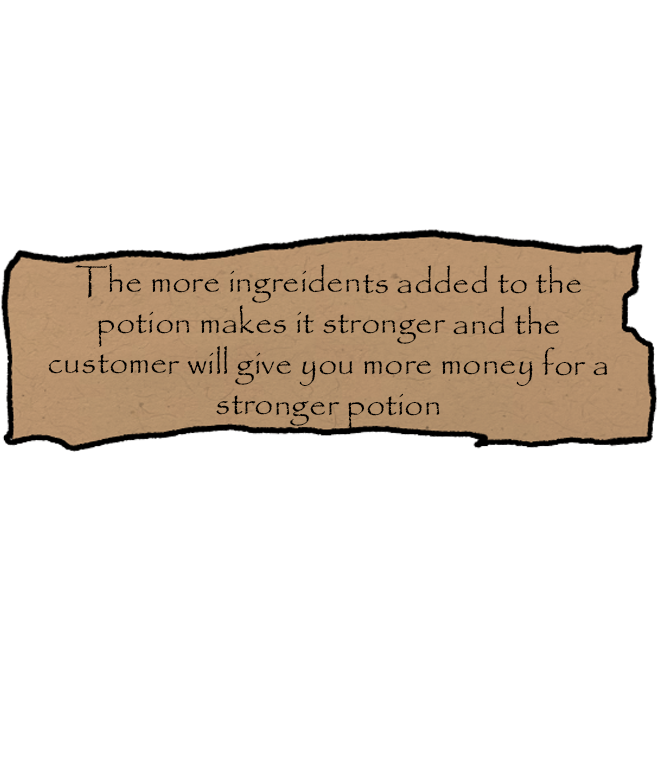 The more ingreidents added to the
potion makes it stronger and the
customer will give you more money for a
stronger potion